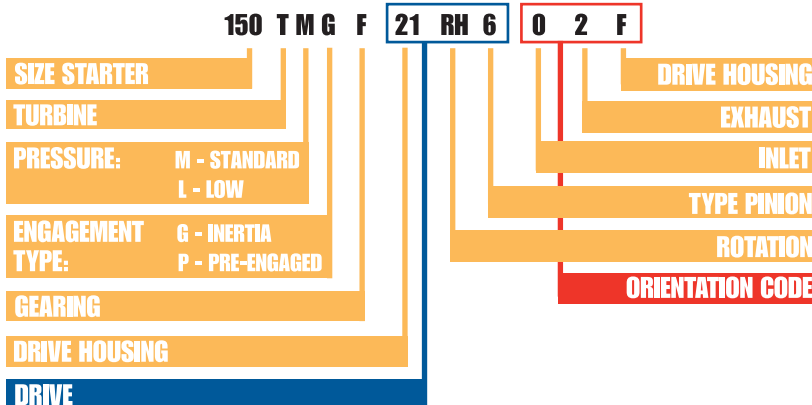 150 T M G F 21 RH 6 0 2 F
SIZE STARTER
TURBINE
PRESSURE: M - STANDARD
L - LOW
ENGAGEMENT G - INERTIA
TYPE: P - PRE-ENGAGED
GEARING
DRIVE HOUSING
DRIVE
DRIVE HOUSING
EXHAUST
INLET
TYPE PINION
ROTATION
ORIENTATION CODE